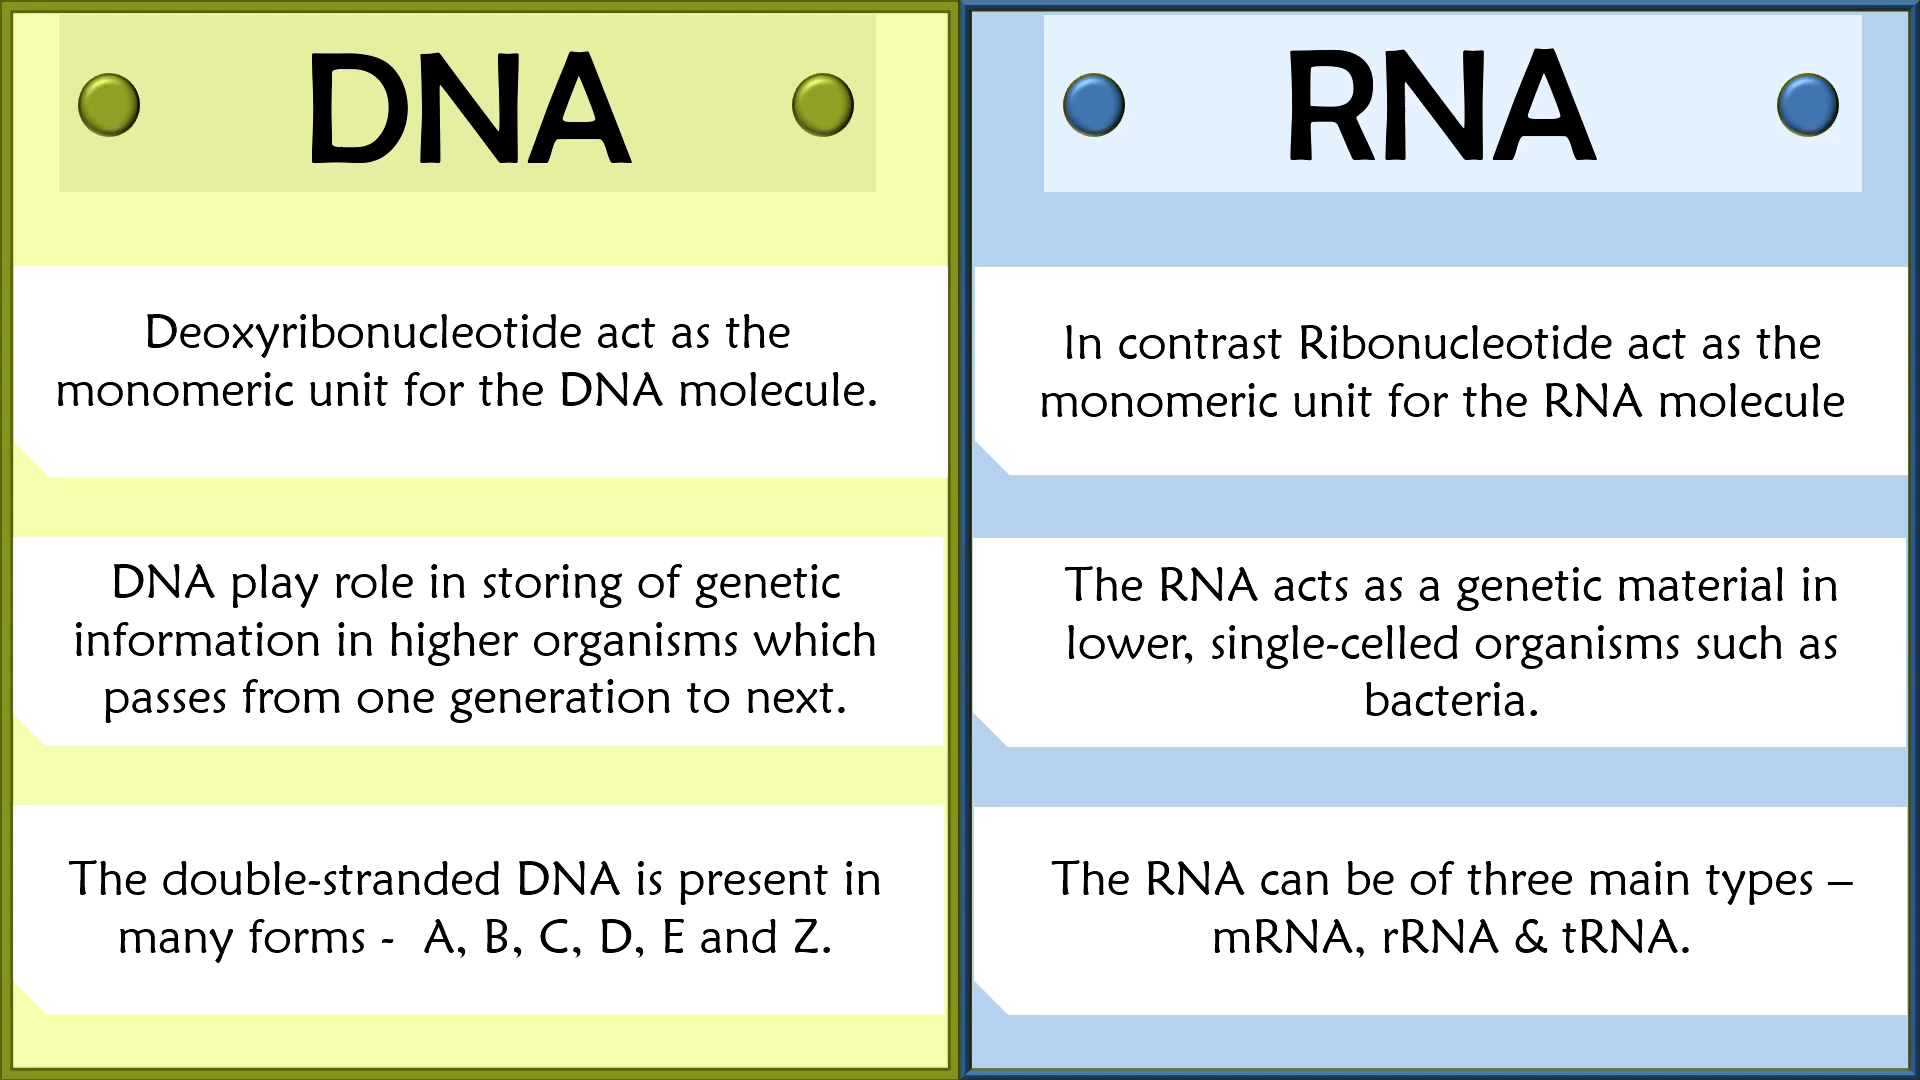 DNA
Deoxyribonucleotide act as the
monomeric unit for the DNA molecule.
DNA play role in storing of genetic
information in higher organisms which
passes from one generation to next.
The double-stranded DNA is present in
many forms - A, B, C, D, E and Z.
RNA
In contrast Ribonucleotide act as the
monomeric unit for the RNA molecule
The RNA acts as a genetic material in
lower, single-celled organisms such as
bacteria.
The RNA can be of three main types –
mRNA, rRNA & tRNA.